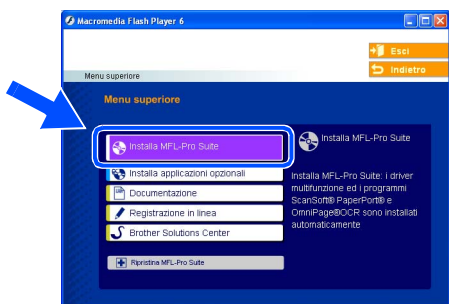 Macromedia Flash Player 6
Esci
Indietro
Menu superiore
Menu superiore
Installa MFL-Pro Suite
Installa applicazioni opzionali
Documentazione
Registrazione in linea
Brother Solutions Center
Ripristina MFL-Pro Suite
Installa MFL-Pro Suite
Installa MFL-Pro Suite: i driver
multifunzione ed i programmi
ScanSoft® PaperPort® e
OmniPage®OCR sono installati
automaticamente